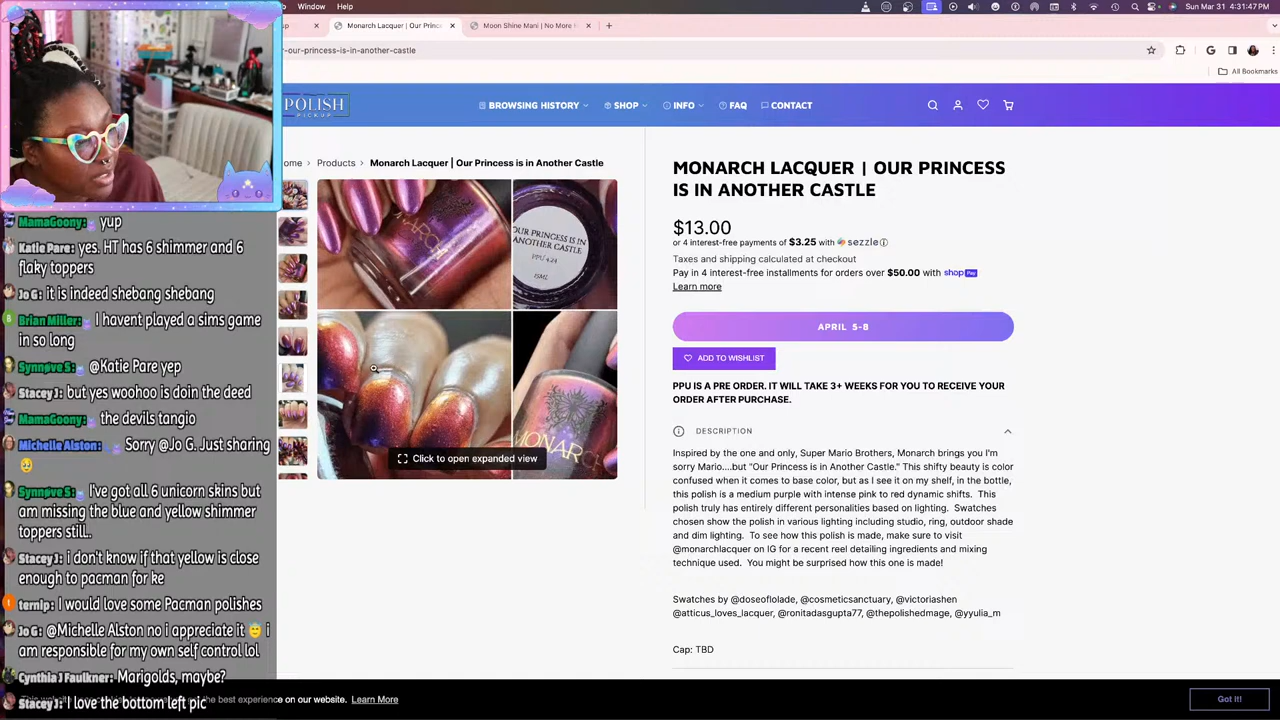 Window Help
Sun Mar 31 4:31:47 PM
Monarch Lacquer | Our Princ
Moon Shine Mani | No More
r-our-princess-is-in-another-castle
All Bookmarks
POLISH
PICKUP
BROWSING HISTORY
SHOP
INFO
FAQ
CONTACT
ome > Products > Monarch Lacquer | Our Princess is in Another Castle
OUR PRINCESS IS IN
ANOTHER CASTLE
PPU 4.24
15ML
MONARC
Click to open expanded view
MONARCH LACQUER | OUR PRINCESS
IS IN ANOTHER CASTLE
$13.00
or 4 interest-free payments of $3.25 with sezzle
Taxes and shipping calculated at checkout
Pay in 4 interest-free installments for orders over $50.00 with shop Pay
Learn more
APRIL 5-8
ADD TO WISHLIST
PPU IS A PRE ORDER. IT WILL TAKE 3+ WEEKS FOR YOU TO RECEIVE YOUR
ORDER AFTER PURCHASE.
DESCRIPTION
Inspired by the one and only, Super Mario Brothers, Monarch brings you I'm
sorry Mario....but "Our Princess is in Another Castle." This shifty beauty is color
confused when it comes to base color, but as I see it on my shelf, in the bottle,
this polish is a medium purple with intense pink to red dynamic shifts. This
polish truly has entirely different personalities based on lighting. Swatches
chosen show the polish in various lighting including studio, ring, outdoor shade
and dim lighting. To see how this polish is made, make sure to visit
@monarchlacquer on IG for a recent reel detailing ingredients and mixing
technique used. You might be surprised how this one is made!
Swatches by @doseoflolade, @cosmeticsanctuary, @victoriashen
@atticus_loves_lacquer, @ronitadasgupta77, @thepolishedmage, @yyulia_m
Cap: TBD
MamaGoony: yup
Katie Pare: yes. HT has 6 shimmer and 6
flaky toppers
Jo G: it is indeed shebang shebang
Brian Miller: I havent played a sims game
in so long
Synnøve S: @Katie Pare yep
Stacey J: but yes woohoo is doin the deed
MamaGoony: the devils tangio
Michelle Alston: Sorry @Jo G. Just sharing
🥹
Synnøve S: I've got all 6 unicorn skins but
am missing the blue and yellow shimmer
toppers still..
Stacey J: i don't know if that yellow is close
enough to pacman for ke
ternip: I would love some Pacman polishes
Jo G: @Michelle Alston no i appreciate it 😇 i
am responsible for my own self control lol
Cynthia J Faulkner: Marigolds, maybe?
Stacey J: I love the bottom left pic
the best experience on our website. Learn More
Got It!